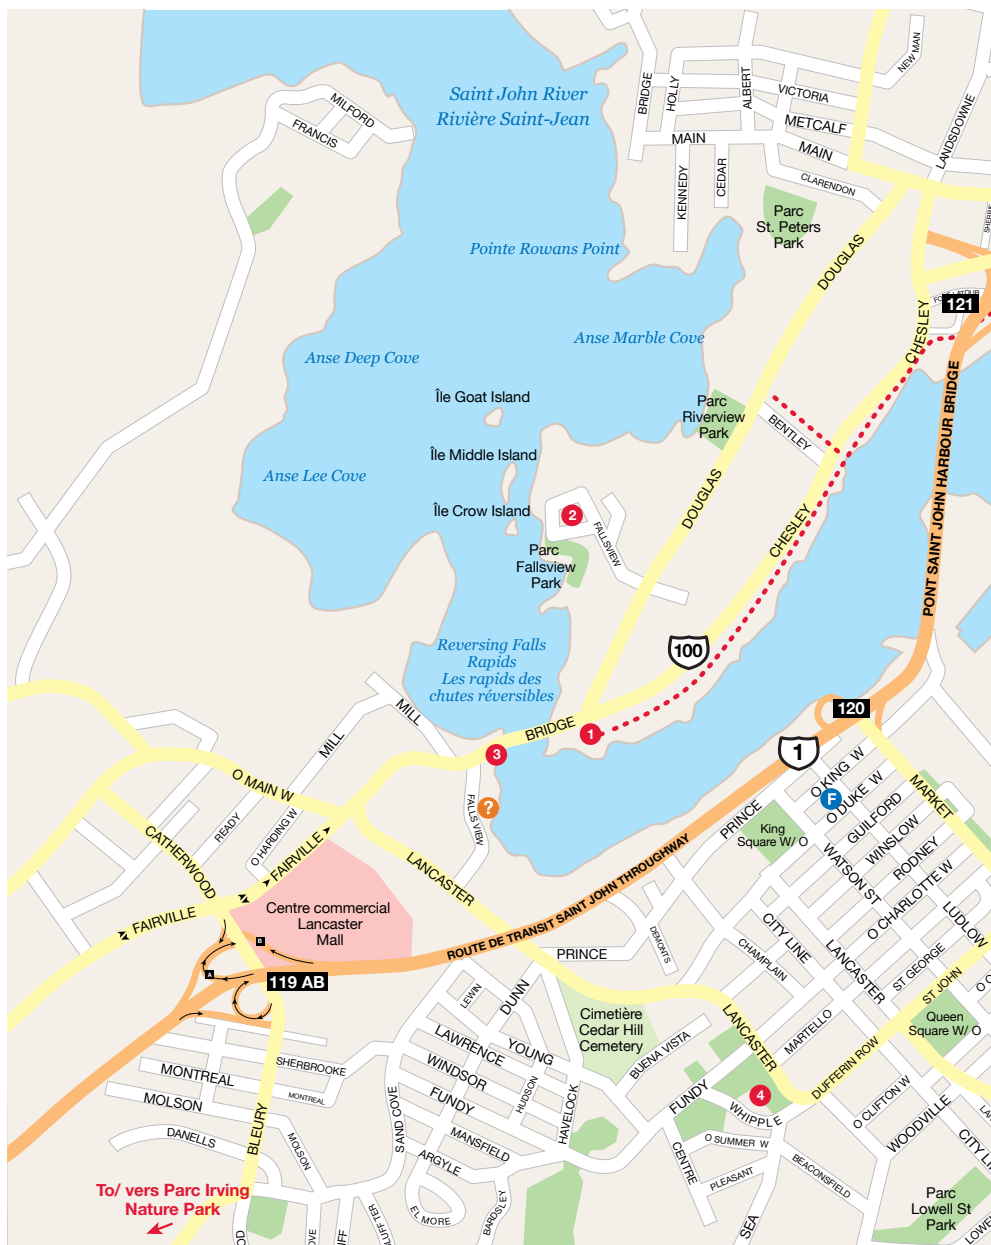 Saint John River
Rivière Saint-Jean
MILFORD
FRANCIS
BRIDGE
HOLLY
ALBERT
NEW MAN
VICTORIA
METCALF
MAIN
MAIN
LANDSDOWNE
KENNEDY
CEDAR
CLARENDON
Parc
St. Peters
Park
Pointe Rowans Point
DOUGLAS
CHESLEY
121
Anse Marble Cove
Anse Deep Cove
Île Goat Island
Parc
Riverview
Park
BENTLEY
Île Middle Island
Anse Lee Cove
Île Crow Island
2
FALLSVIEW
DOUGLAS
CHESLEY
PONT SAINT JOHN HARBOUR BRIDGE
Parc
Fallsview
Park
Reversing Falls
Rapids
Les rapids des
chutes réversibles
100
MILL
MILL
BRIDGE
1
3
120
1
O MAIN W
READY
O HARDING W
FALLS VIEW
?
CATHERWOOD
FAIRVILLE
FAIRVILLE
LANCASTER
Centre commercial
Lancaster
Mall
B
A
119 AB
ROUTE DE TRANSIT SAINT JOHN THROUGHWAY
PRINCE
O KING W
F
O DUKE W
MARKET
GUILFORD
WINSLOW
RODNEY
King
Square W/ O
WATSON ST
O CHARLOTTE W
LUDLOW
CITY LINE
LANCASTER
ST GEORGE
ST JOHN
CHAMPLAIN
DEMONTS
PRINCE
DUNN
LEWIN
Cimetière
Cedar Hill
Cemetery
LANCASTER
MARTELLO
Queen
Square W/ O
DUFFERIN ROW
BUENA VISTA
LAWRENCE
YOUNG
WINDSOR
HUDSON
FUNDY
HAVELOCK
FUNDY
4
WHIPPLE
O CLIFTON W
WOODVILLE
O SUMMER W
CENTRE
PLEASANT
BEACONSFIELD
SEA
SHERBROOKE
MONTREAL
MONTREAL
MOLSON
MOLSON
DANELLS
BLEURY
SAND COVE
MANSFIELD
ARGYLE
ELMORE
BARDSLEY
Parc
Lowell St
Park
To/ vers Parc Irving
Nature Park